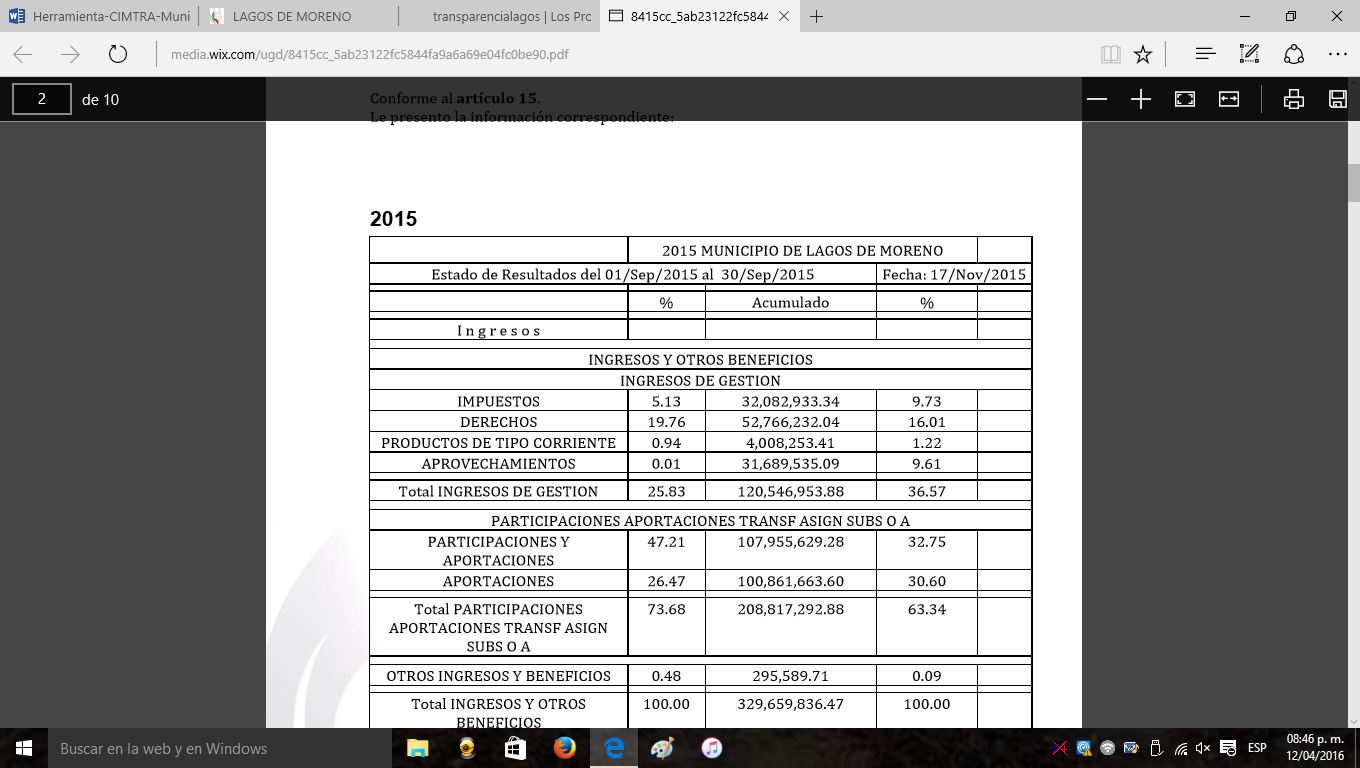 Herramienta-CIMTRA-Muni
LAGOS DE MORENO
transparencialagos | Los Pro
8415cc_5ab23122fc5844
media.wix.com/ugd/8415cc_5ab23122fc5844fa9a6a69e04fc0be90.pdf
2 de 10
Conforme al artículo 15.
Le presento la información correspondiente:
2015
2015 MUNICIPIO DE LAGOS DE MORENO
Estado de Resultados del 01/Sep/2015 al 30/Sep/2015 Fecha: 17/Nov/2015
% Acumulado %
I n g r e s o s
INGRESOS Y OTROS BENEFICIOS
INGRESOS DE GESTION
IMPUESTOS 5.13 32,082,933.34 9.73
DERECHOS 19.76 52,766,232.04 16.01
PRODUCTOS DE TIPO CORRIENTE 0.94 4,008,253.41 1.22
APROVECHAMIENTOS 0.01 31,689,535.09 9.61
Total INGRESOS DE GESTION 25.83 120,546,953.88 36.57
PARTICIPACIONES APORTACIONES TRANSF ASIGN SUBS O A
PARTICIPACIONES Y 47.21 107,955,629.28 32.75
APORTACIONES
APORTACIONES 26.47 100,861,663.60 30.60
Total PARTICIPACIONES 73.68 208,817,292.88 63.34
APORTACIONES TRANSF ASIGN
SUBS O A
OTROS INGRESOS Y BENEFICIOS 0.48 295,589.71 0.09
Total INGRESOS Y OTROS 100.00 329,659,836.47 100.00
BENEFICIOS
Buscar en la web y en Windows
ESP
08:46 p. m.
12/04/2016